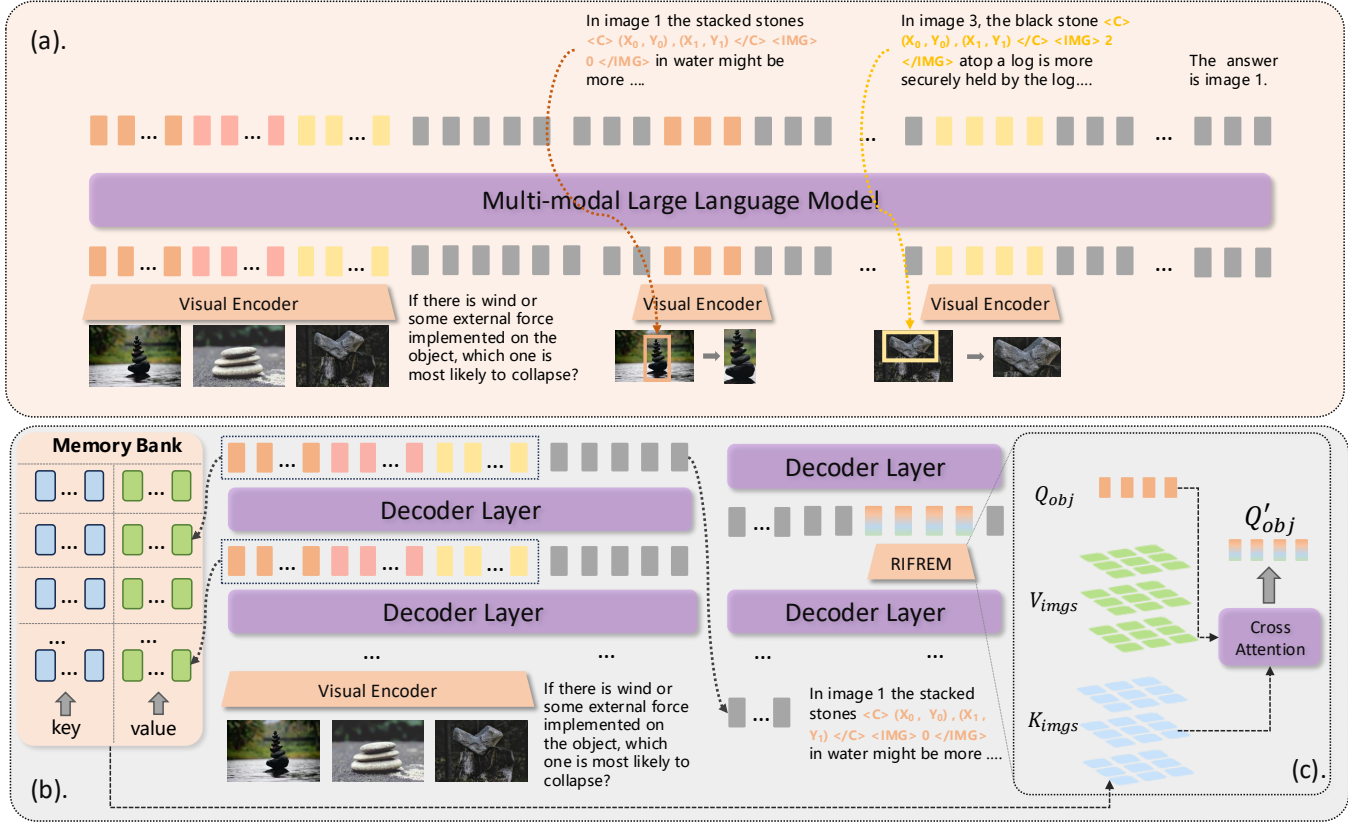 (a).
In image 1 the stacked stones
<C> (X₀ , Y₀) , (X₁ , Y₁) </C> <IMG>
0 </IMG> in water might be
more ....
In image 3, the black stone <C>
(X₀ , Y₀) , (X₁ , Y₁) </C> <IMG> 2
</IMG> atop a log is more
securely held by the log....
The answer
is image 1.
... ... ... ... ...
Multi-modal Large Language Model
... ... ... ... ...
Visual Encoder
If there is wind or
some external force
implemented on the
object, which one is
most likely to collapse?
Visual Encoder
Visual Encoder
Memory Bank
... ...
... ...
... ...
...
... ...
key
value
(b).
... ... ...
Decoder Layer
... ... ...
Decoder Layer
... ...
Visual Encoder
If there is wind or
some external force
implemented on
the object, which
one is most likely to
collapse?
Decoder Layer
...
RIFREM
Decoder Layer
... ...
...
In image 1 the stacked
stones <C> (X₀ , Y₀) , (X₁ ,
Y₁) </C> <IMG> 0 </IMG>
in water might be more ....
Q_obj
V_imgs
K_imgs
Q′_obj
Cross
Attention
(c).